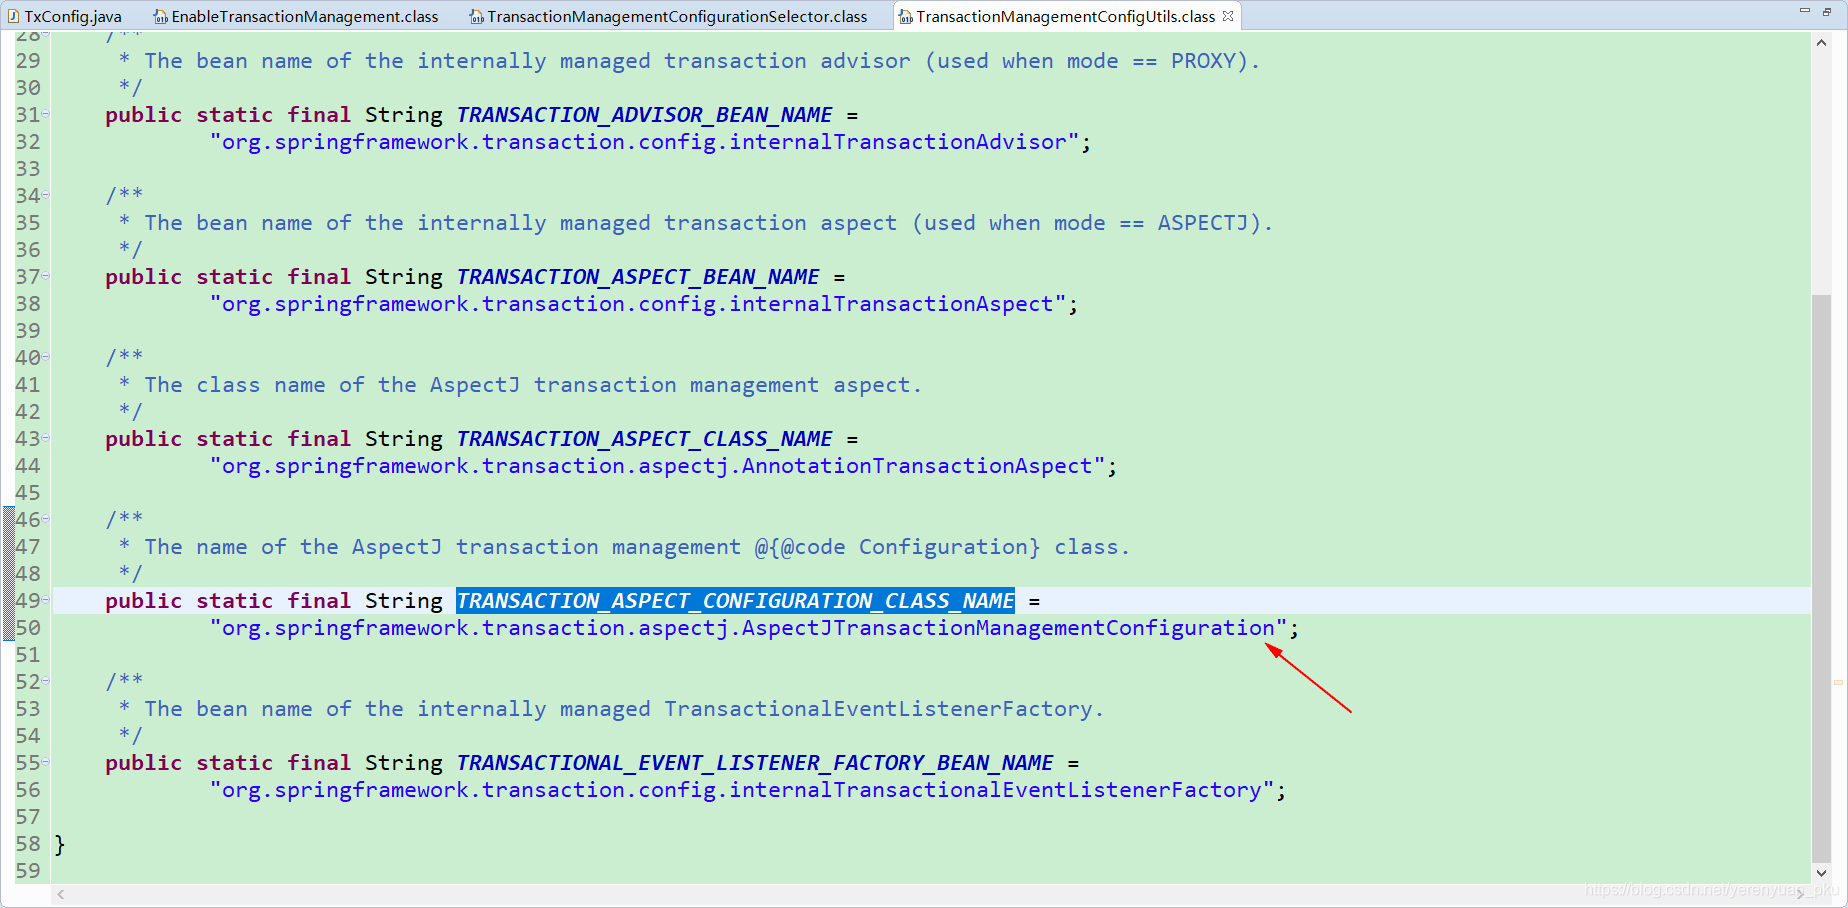 TxConfig.java EnableTransactionManagement.class TransactionManagementConfigurationSelector.class TransactionManagementConfigUtils.class
28 /**
29 * The bean name of the internally managed transaction advisor (used when mode == PROXY).
30 */
31 public static final String TRANSACTION_ADVISOR_BEAN_NAME =
32 "org.springframework.transaction.config.internalTransactionAdvisor";
33
34 /**
35 * The bean name of the internally managed transaction aspect (used when mode == ASPECTJ).
36 */
37 public static final String TRANSACTION_ASPECT_BEAN_NAME =
38 "org.springframework.transaction.config.internalTransactionAspect";
39
40 /**
41 * The class name of the AspectJ transaction management aspect.
42 */
43 public static final String TRANSACTION_ASPECT_CLASS_NAME =
44 "org.springframework.transaction.aspectj.AnnotationTransactionAspect";
45
46 /**
47 * The name of the AspectJ transaction management @{@code Configuration} class.
48 */
49 public static final String TRANSACTION_ASPECT_CONFIGURATION_CLASS_NAME =
50 "org.springframework.transaction.aspectj.AspectJTransactionManagementConfiguration";
51
52 /**
53 * The bean name of the internally managed TransactionalEventListenerFactory.
54 */
55 public static final String TRANSACTIONAL_EVENT_LISTENER_FACTORY_BEAN_NAME =
56 "org.springframework.transaction.config.internalTransactionalEventListenerFactory";
57
58 }
59
https://blog.csdn.net/yerenyuan_pku